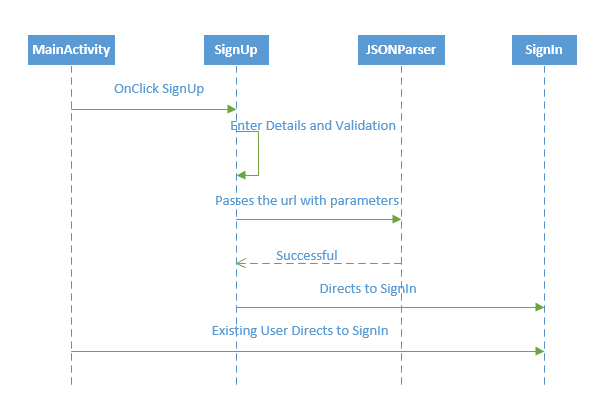 MainActivity
SignUp
JSONParser
SignIn
OnClick SignUp
Enter Details and Validation
Passes the url with parameters
Successful
Directs to SignIn
Existing User Directs to SignIn